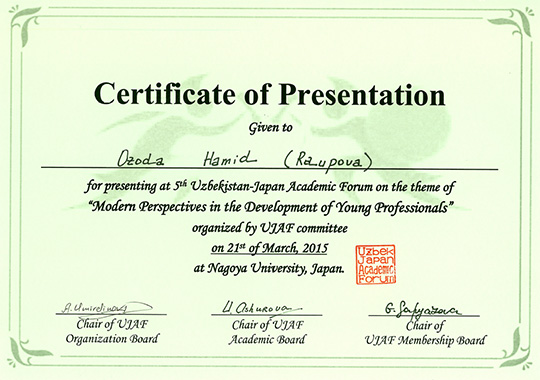 Certificate of Presentation
Given to
Ozoda Hamid (Raupova)
for presenting at 5th Uzbekistan-Japan Academic Forum on the theme of
“Modern Perspectives in the Development of Young Professionals”
organized by UJAF committee
on 21st of March, 2015
at Nagoya University, Japan.
Uzbek
Japan
Academic
Forum
Chair of UJAF
Organization Board
U. Ashurova
Chair of UJAF
Academic Board
Chair of
UJAF Membership Board